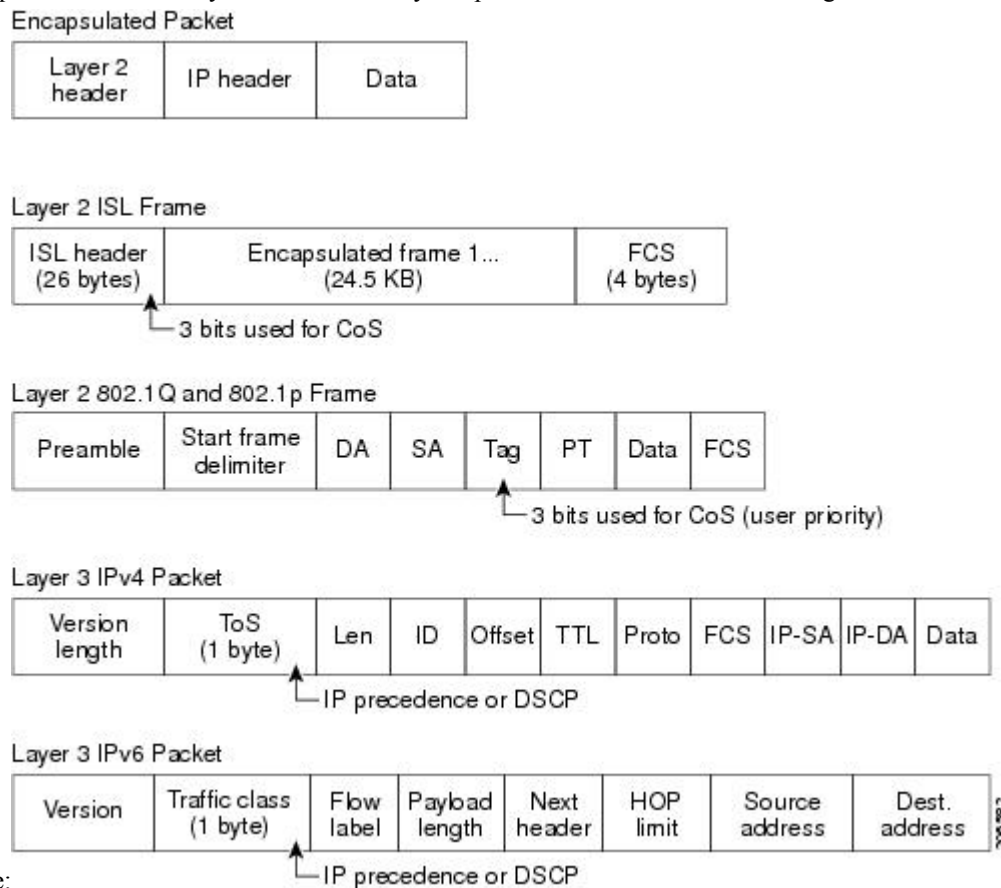 Encapsulated Packet
Layer 2 header
IP header
Data
Layer 2 ISL Frame
ISL header (26 bytes)
Encapsulated frame 1... (24.5 KB)
FCS (4 bytes)
3 bits used for CoS
Layer 2 802.1Q and 802.1p Frame
Preamble
Start frame delimiter
DA
SA
Tag
PT
Data
FCS
3 bits used for CoS (user priority)
Layer 3 IPv4 Packet
Version length
ToS (1 byte)
Len
ID
Offset
TTL
Proto
FCS
IP-SA
IP-DA
Data
IP precedence or DSCP
Layer 3 IPv6 Packet
Version
Traffic class (1 byte)
Flow label
Payload length
Next header
HOP limit
Source address
Dest. address
IP precedence or DSCP